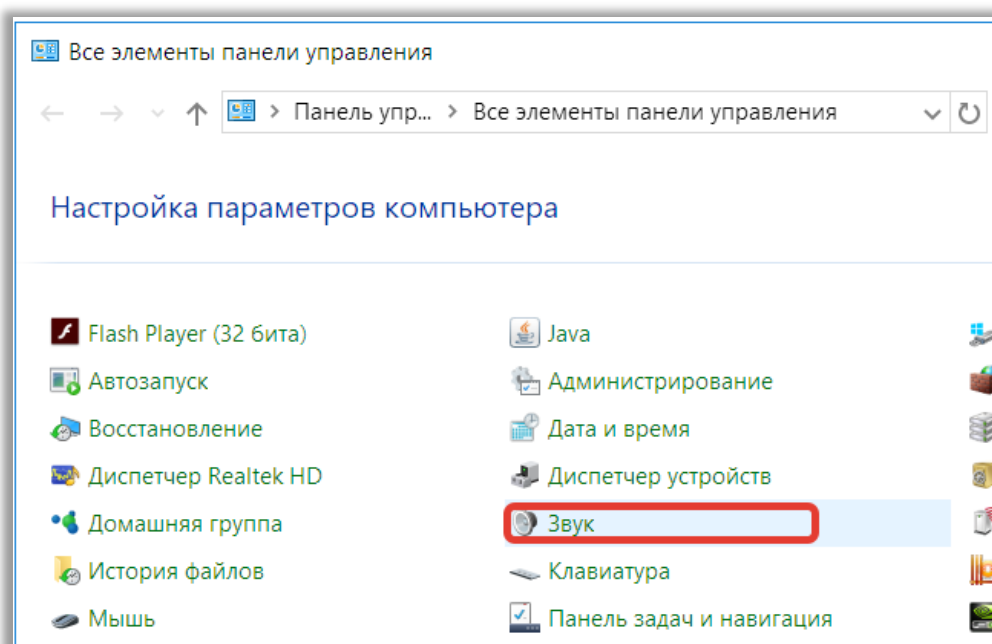 Все элементы панели управления
Панель упр... > Все элементы панели управления
Настройка параметров компьютера
Flash Player (32 бита)
Java
Автозапуск
Администрирование
Восстановление
Дата и время
Диспетчер Realtek HD
Диспетчер устройств
Домашняя группа
Звук
История файлов
Клавиатура
Мышь
Панель задач и навигация